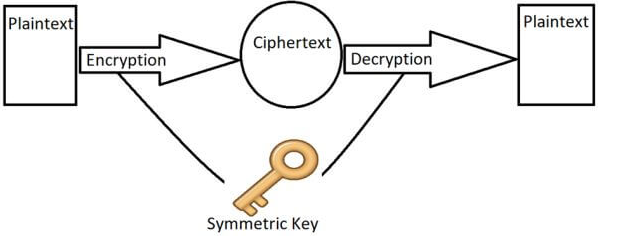 Plaintext
Encryption
Ciphertext
Decryption
Plaintext
Symmetric Key